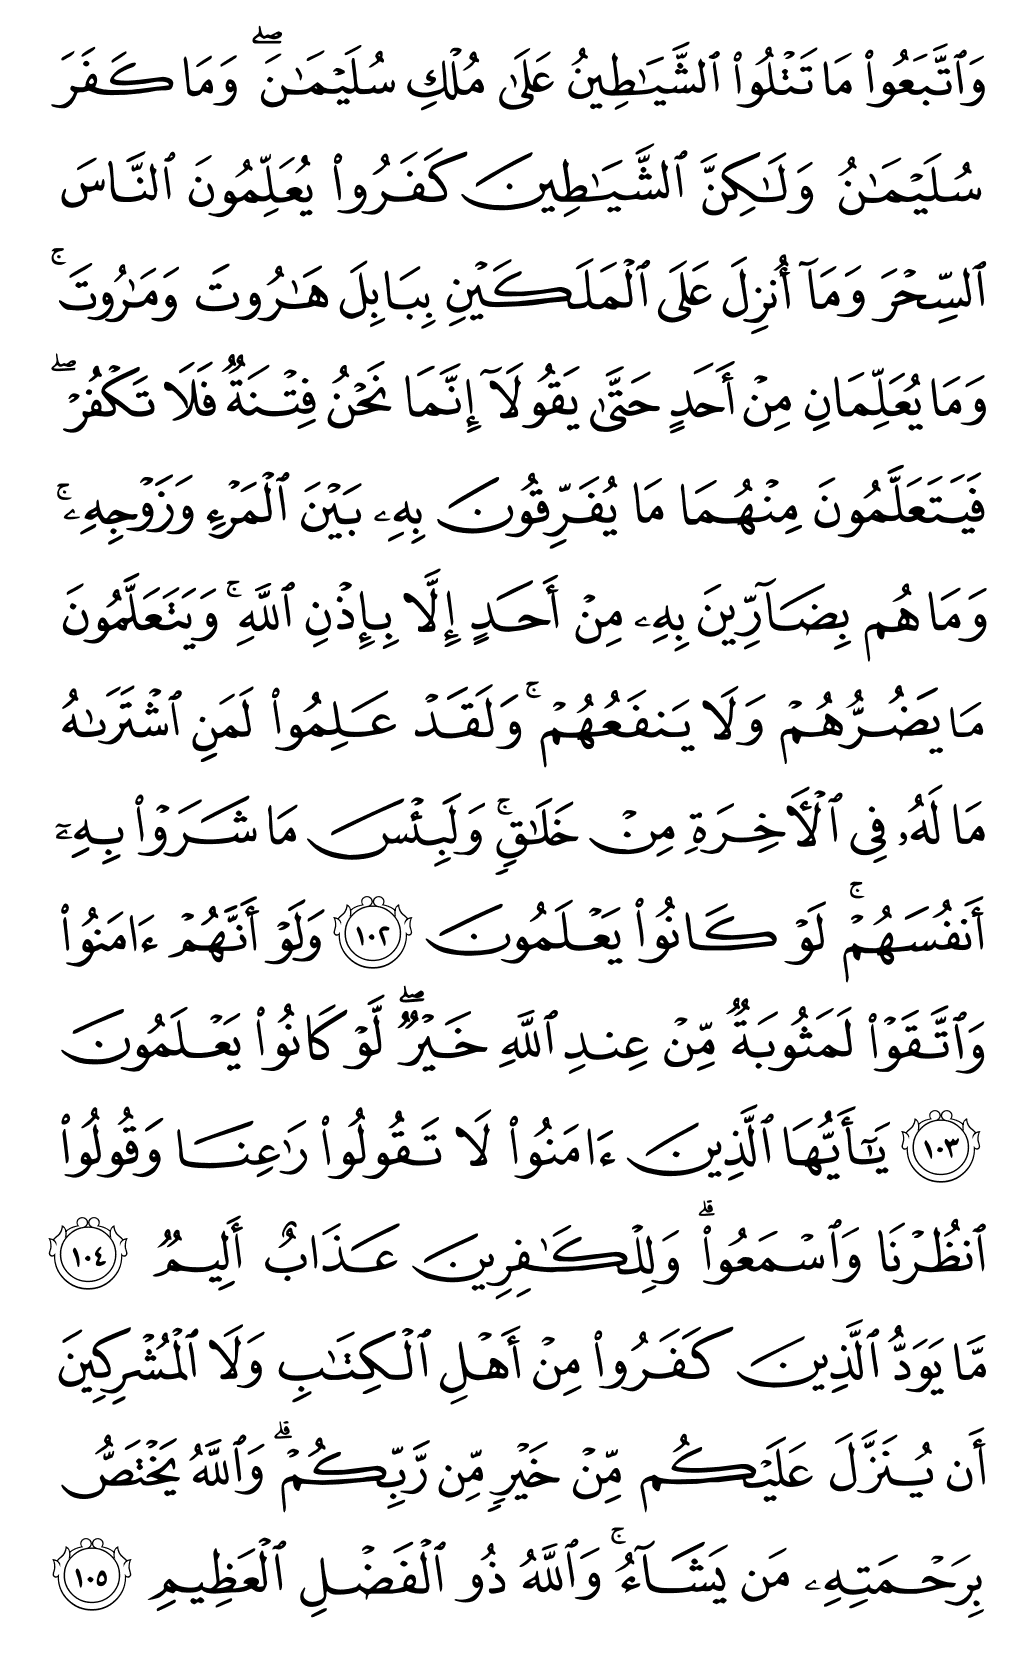 وَٱتَّبَعُوا۟ مَا تَتْلُوا۟ ٱلشَّيَـٰطِينُ عَلَىٰ مُلْكِ سُلَيْمَـٰنَ ۖ وَمَا كَفَرَ
سُلَيْمَـٰنُ وَلَـٰكِنَّ ٱلشَّيَـٰطِينَ كَفَرُوا۟ يُعَلِّمُونَ ٱلنَّاسَ
ٱلسِّحْرَ وَمَآ أُنزِلَ عَلَى ٱلْمَلَكَيْنِ بِبَابِلَ هَـٰرُوتَ وَمَـٰرُوتَ ۚ
وَمَا يُعَلِّمَانِ مِنْ أَحَدٍ حَتَّىٰ يَقُولَآ إِنَّمَا نَحْنُ فِتْنَةٌ فَلَا تَكْفُرْ ۖ
فَيَتَعَلَّمُونَ مِنْهُمَا مَا يُفَرِّقُونَ بِهِۦ بَيْنَ ٱلْمَرْءِ وَزَوْجِهِۦ ۚ
وَمَا هُم بِضَآرِّينَ بِهِۦ مِنْ أَحَدٍ إِلَّا بِإِذْنِ ٱللَّهِ ۚ وَيَتَعَلَّمُونَ
مَا يَضُرُّهُمْ وَلَا يَنفَعُهُمْ ۚ وَلَقَدْ عَلِمُوا۟ لَمَنِ ٱشْتَرَىٰهُ
مَا لَهُۥ فِى ٱلْـَٔاخِرَةِ مِنْ خَلَـٰقٍ ۚ وَلَبِئْسَ مَا شَرَوْا۟ بِهِۦٓ
أَنفُسَهُمْ ۚ لَوْ كَانُوا۟ يَعْلَمُونَ ١٠٢ وَلَوْ أَنَّهُمْ ءَامَنُوا۟
وَٱتَّقَوْا۟ لَمَثُوبَةٌ مِّنْ عِندِ ٱللَّهِ خَيْرٌ ۖ لَّوْ كَانُوا۟ يَعْلَمُونَ
١٠٣ يَـٰٓأَيُّهَا ٱلَّذِينَ ءَامَنُوا۟ لَا تَقُولُوا۟ رَٰعِنَا وَقُولُوا۟
ٱنظُرْنَا وَٱسْمَعُوا۟ ۗ وَلِلْكَـٰفِرِينَ عَذَابٌ أَلِيمٌ ١٠٤
مَّا يَوَدُّ ٱلَّذِينَ كَفَرُوا۟ مِنْ أَهْلِ ٱلْكِتَـٰبِ وَلَا ٱلْمُشْرِكِينَ
أَن يُنَزَّلَ عَلَيْكُم مِّنْ خَيْرٍ مِّن رَّبِّكُمْ ۗ وَٱللَّهُ يَخْتَصُّ
بِرَحْمَتِهِۦ مَن يَشَآءُ ۚ وَٱللَّهُ ذُو ٱلْفَضْلِ ٱلْعَظِيمِ ١٠٥